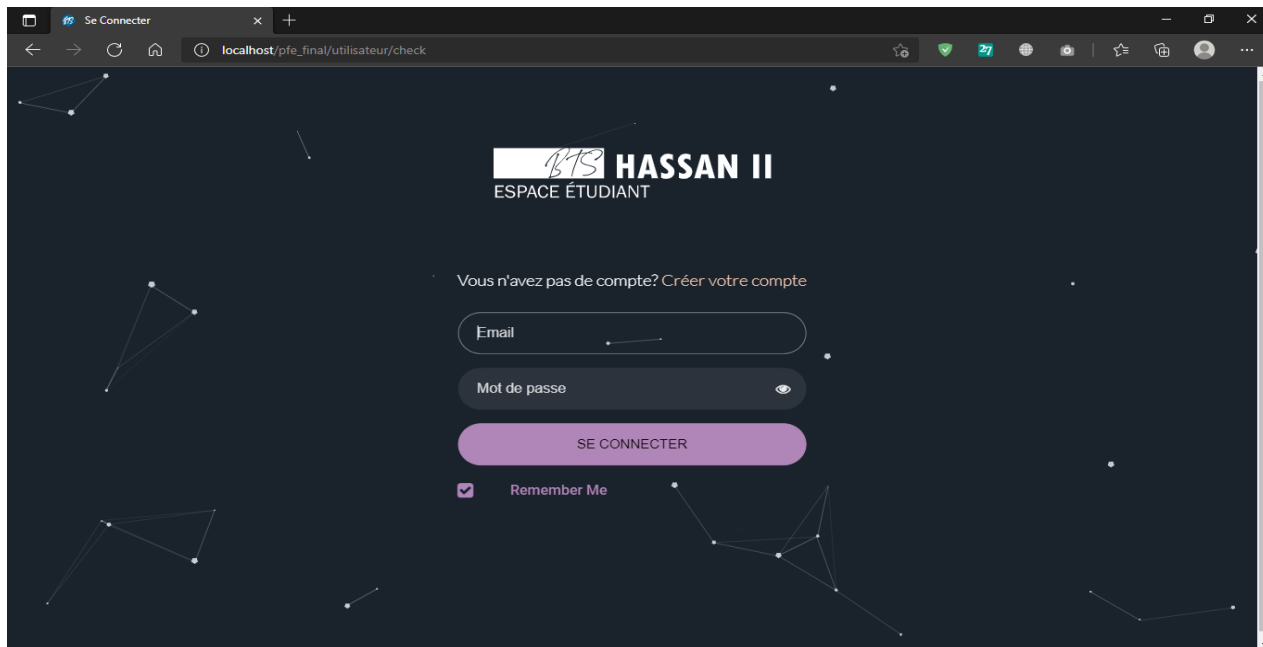 Se Connecter
localhost/pfe_final/utilisateur/check
27
BTS HASSAN II
ESPACE ÉTUDIANT
Vous n'avez pas de compte? Créer votre compte
Email
Mot de passe
SE CONNECTER
Remember Me